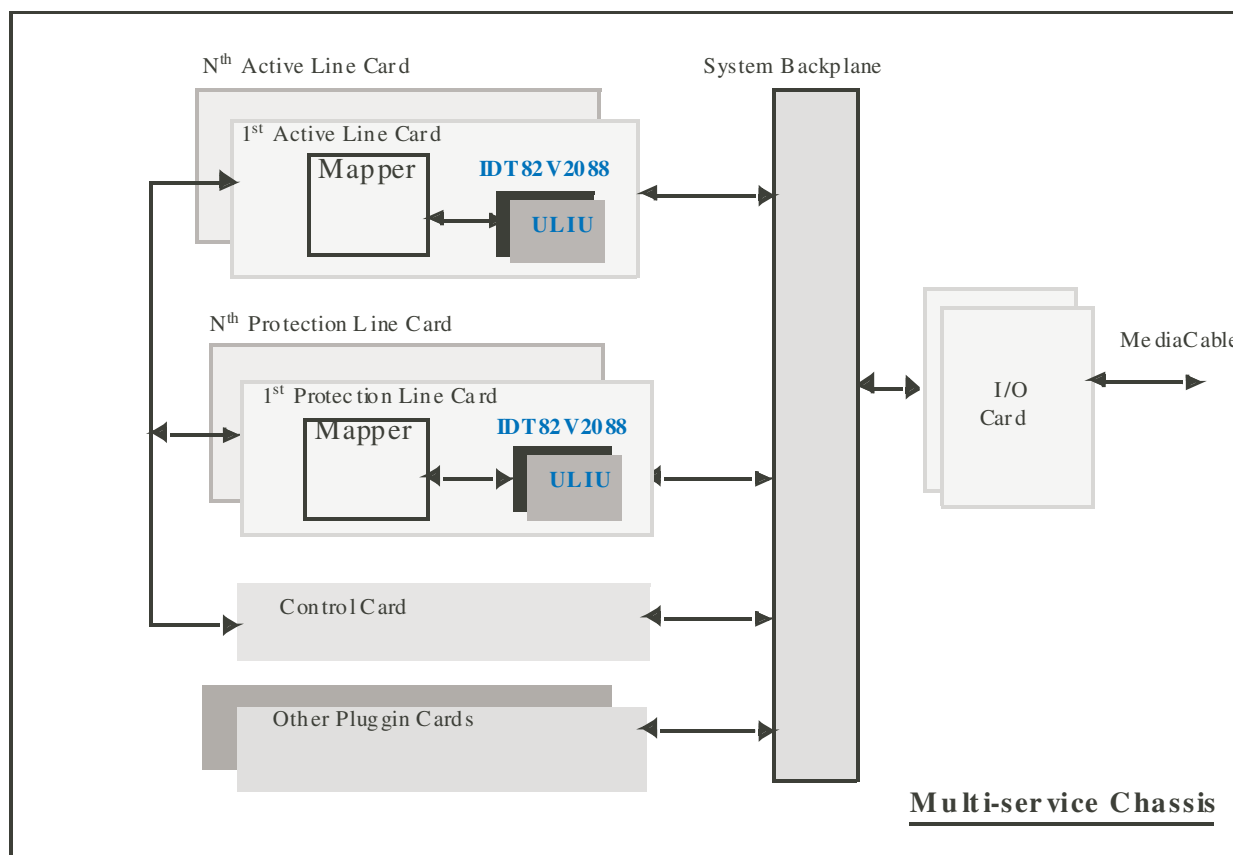 Nth Active Line Card
System Backplane
1st Active Line Card
Mapper
IDT82V2088
ULIU
Nth Protection Line Card
MediaCable
1st Protection Line Card
I/O
Card
Mapper
IDT82V2088
ULIU
Control Card
Other Pluggin Cards
Multi-service Chassis